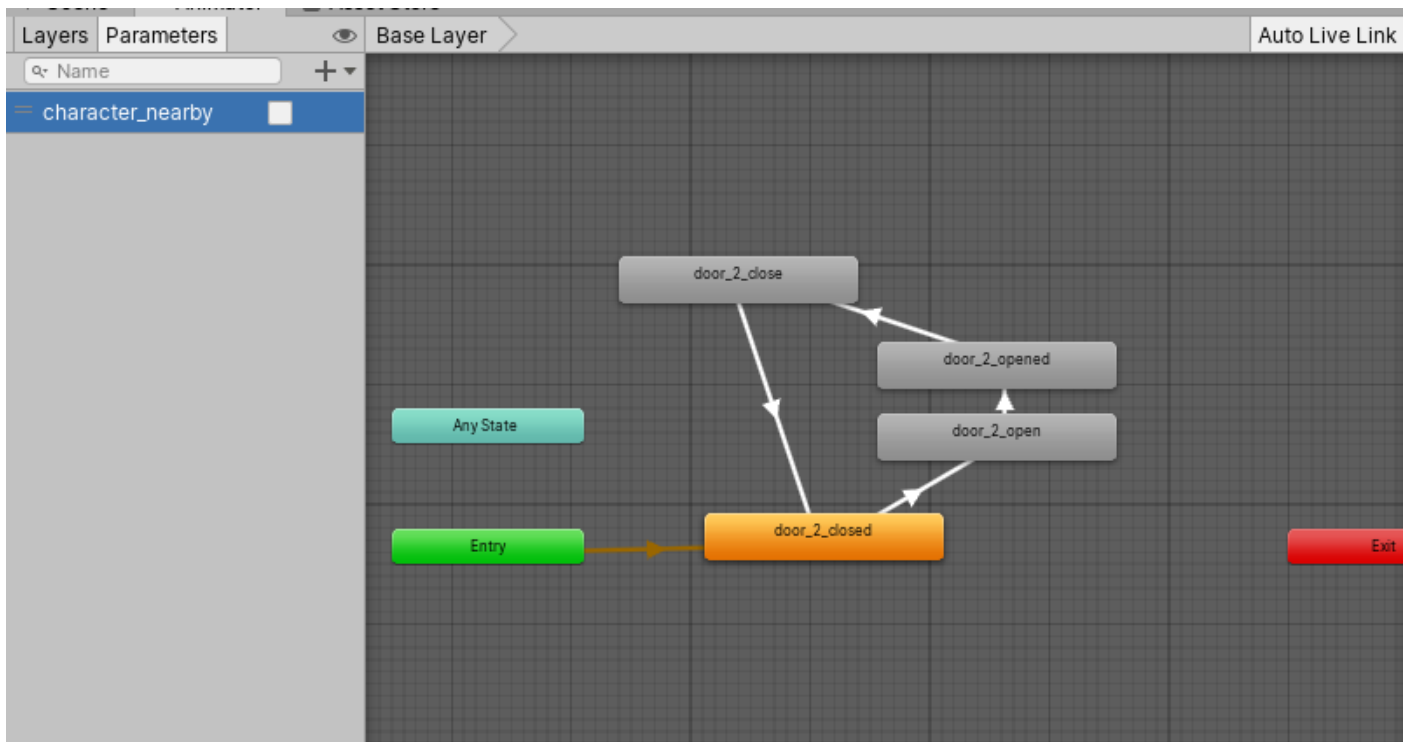 Layers Parameters Base Layer Auto Live Link
Name
character_nearby
door_2_close
door_2_opened
Any State
door_2_open
door_2_closed
Entry
Exit